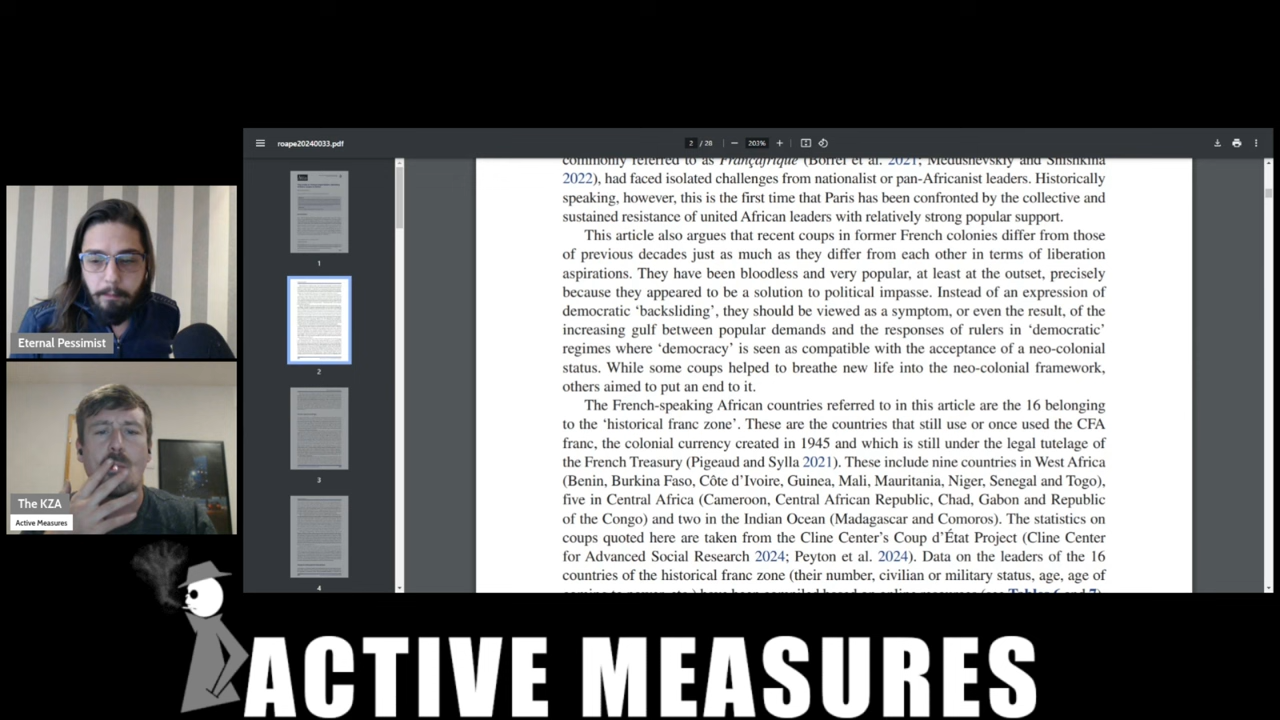 roape20240033.pdf
2 / 28
203%
1
2
3
4
commonly referred to as Françafrique (Borrel et al. 2021; Medushevskiy and Shishkina
2022), had faced isolated challenges from nationalist or pan-Africanist leaders. Historically
speaking, however, this is the first time that Paris has been confronted by the collective and
sustained resistance of united African leaders with relatively strong popular support.
This article also argues that recent coups in former French colonies differ from those
of previous decades just as much as they differ from each other in terms of liberation
aspirations. They have been bloodless and very popular, at least at the outset, precisely
because they appeared to be a solution to political impasse. Instead of an expression of
democratic ‘backsliding’, they should be viewed as a symptom, or even the result, of the
increasing gulf between popular demands and the responses of rulers in ‘democratic’
regimes where ‘democracy’ is seen as compatible with the acceptance of a neo-colonial
status. While some coups helped to breathe new life into the neo-colonial framework,
others aimed to put an end to it.
The French-speaking African countries referred to in this article are the 16 belonging
to the ‘historical franc zone’. These are the countries that still use or once used the CFA
franc, the colonial currency created in 1945 and which is still under the legal tutelage of
the French Treasury (Pigeaud and Sylla 2021). These include nine countries in West Africa
(Benin, Burkina Faso, Côte d’Ivoire, Guinea, Mali, Mauritania, Niger, Senegal and Togo),
five in Central Africa (Cameroon, Central African Republic, Chad, Gabon and Republic
of the Congo) and two in the Indian Ocean (Madagascar and Comoros). The statistics on
coups quoted here are taken from the Cline Center’s Coup d’État Project (Cline Center
for Advanced Social Research 2024; Peyton et al. 2024). Data on the leaders of the 16
countries of the historical franc zone (their number, civilian or military status, age, age of
Eternal Pessimist
The KZA
Active Measures
ACTIVE MEASURES